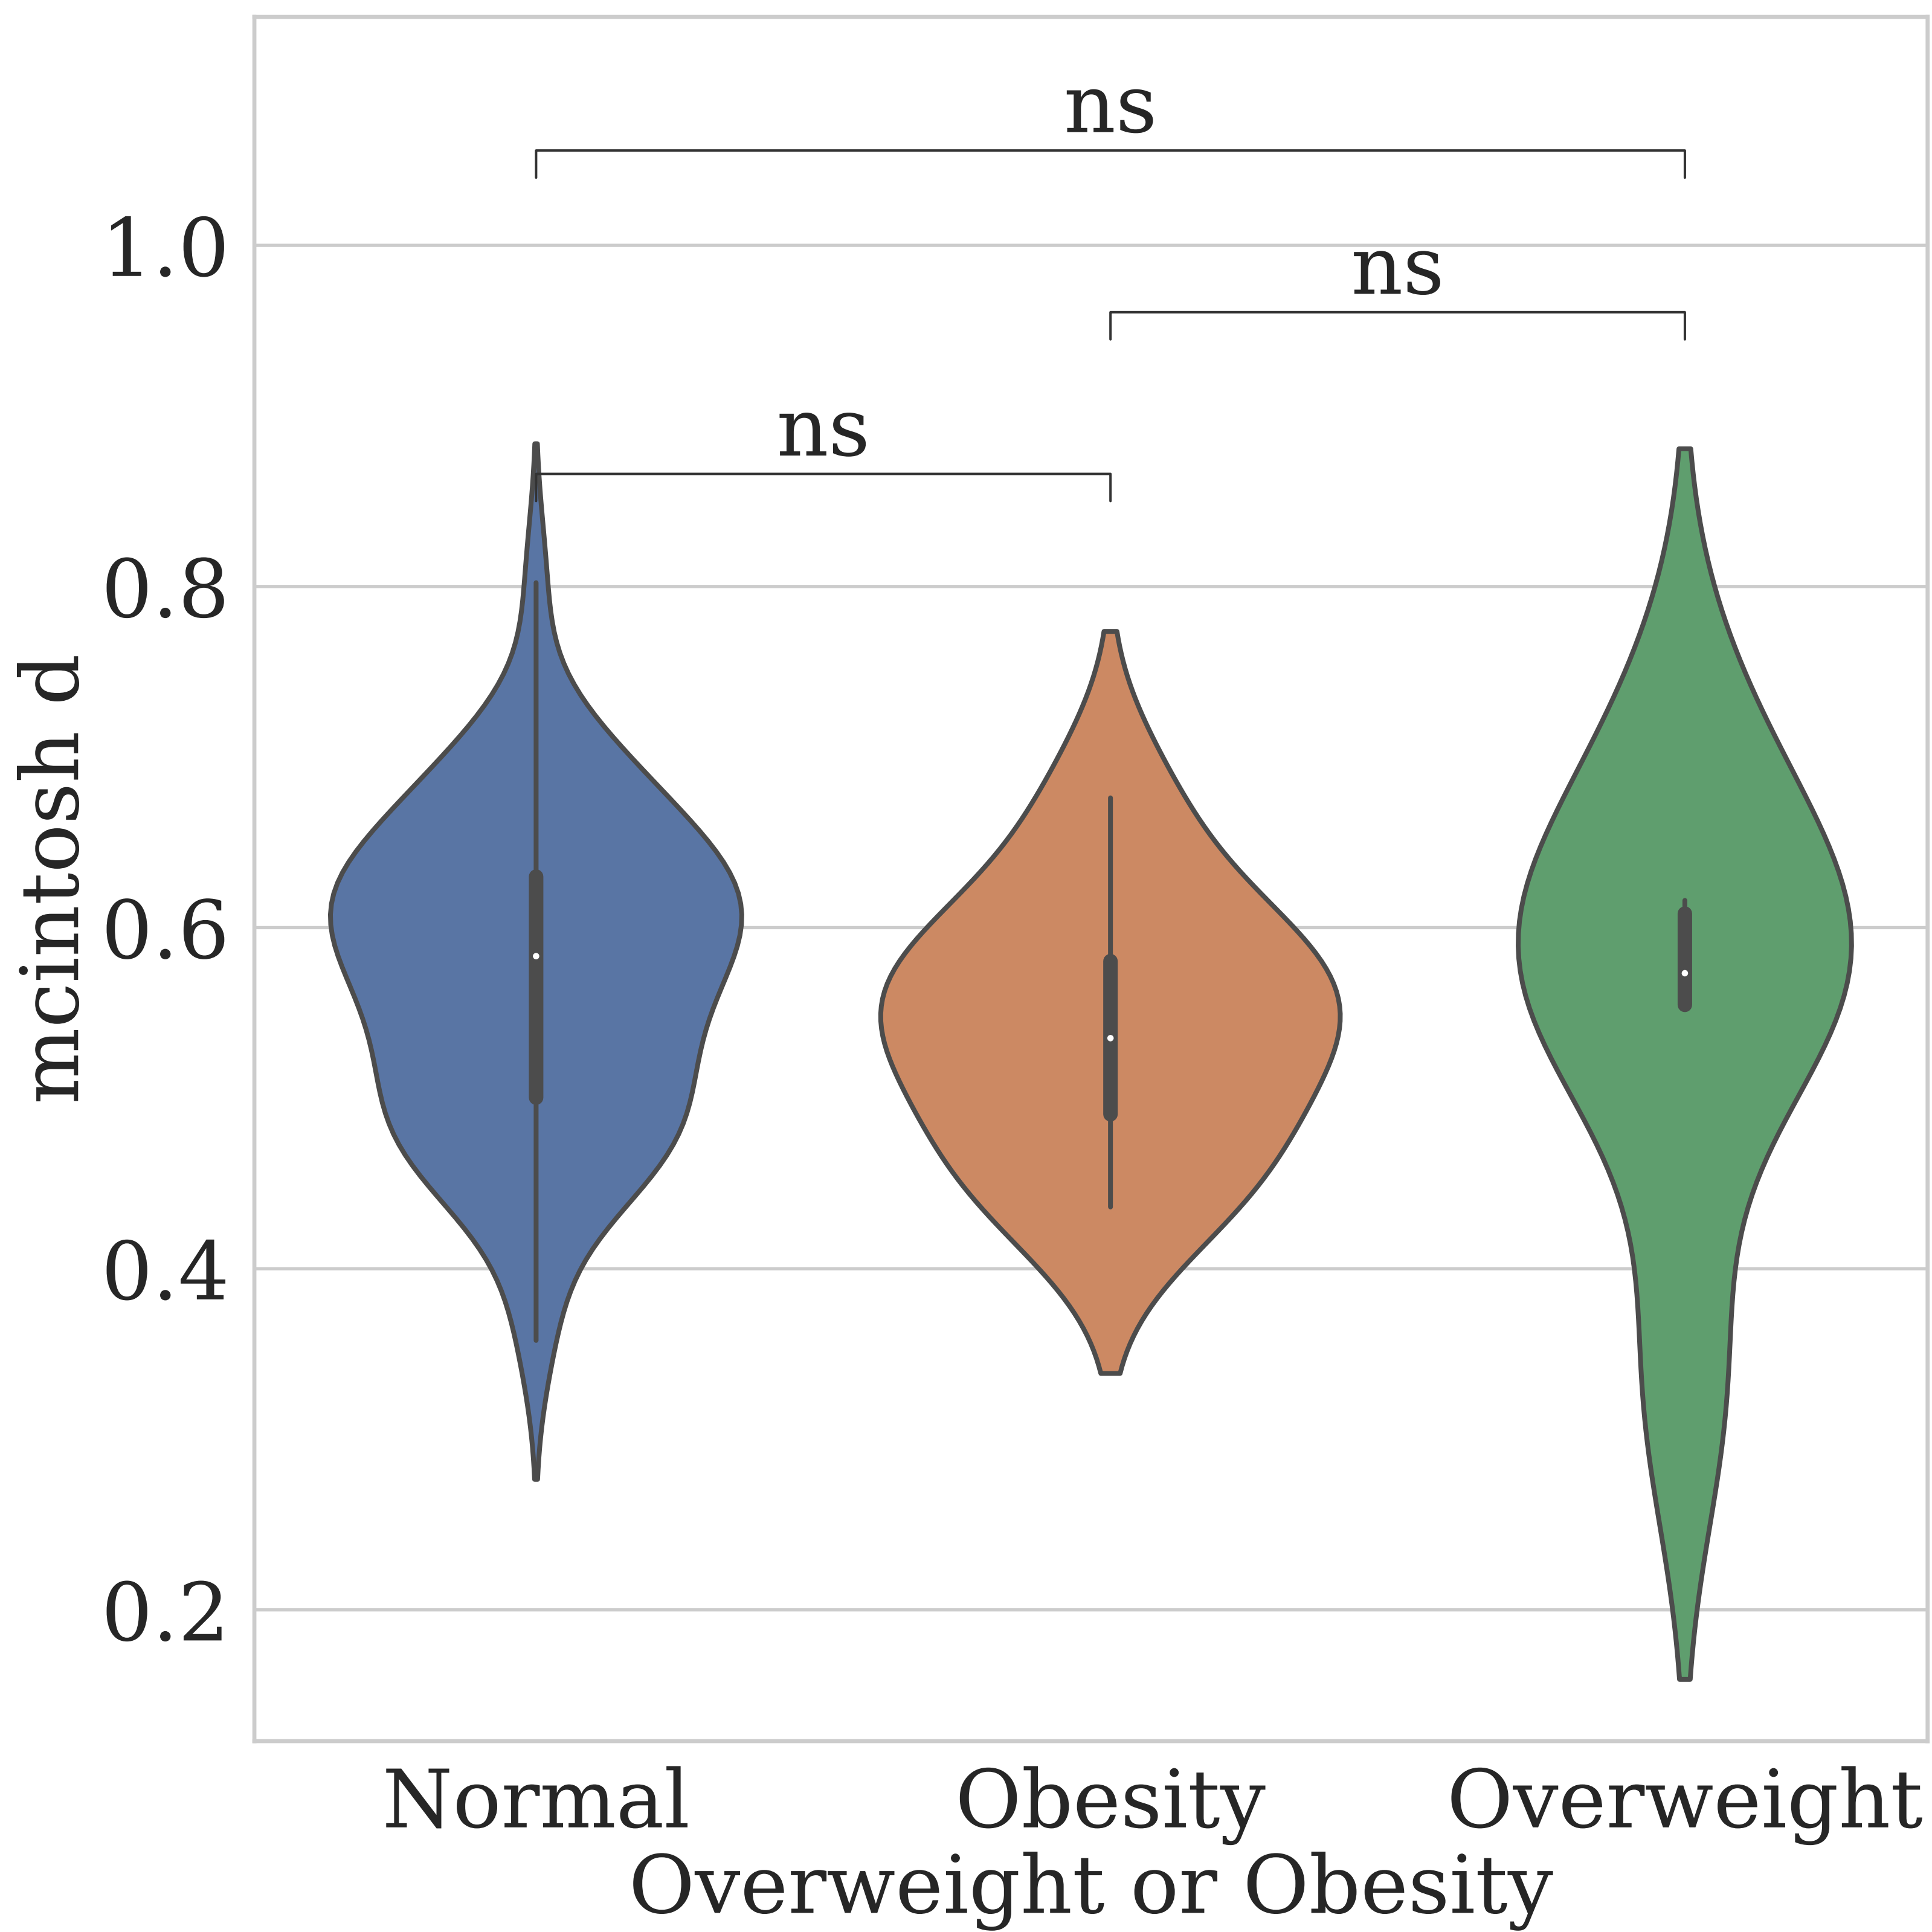 ns
1.0
ns
ns
0.8
mcintosh d
0.6
0.4
0.2
Normal Obesity Overweight
Overweight or Obesity